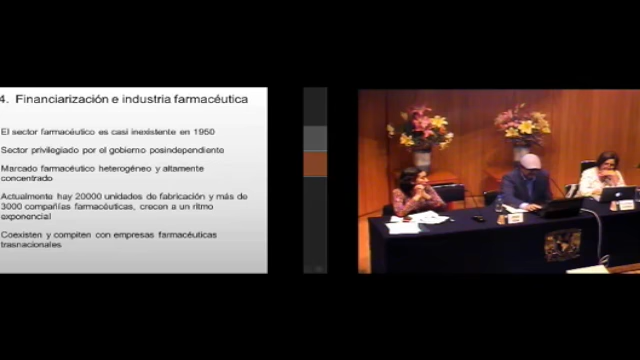 4. Financiarización e industria farmacéutica
El sector farmacéutico es casi inexistente en 1950
Sector privilegiado por el gobierno posindependiente
Marcado farmacéutico heterogéneo y altamente
concentrado
Actualmente hay 20000 unidades de fabricación y más de
3000 compañías farmacéuticas, crecen a un ritmo
exponencial
Coexisten y compiten con empresas farmacéuticas
trasnacionales